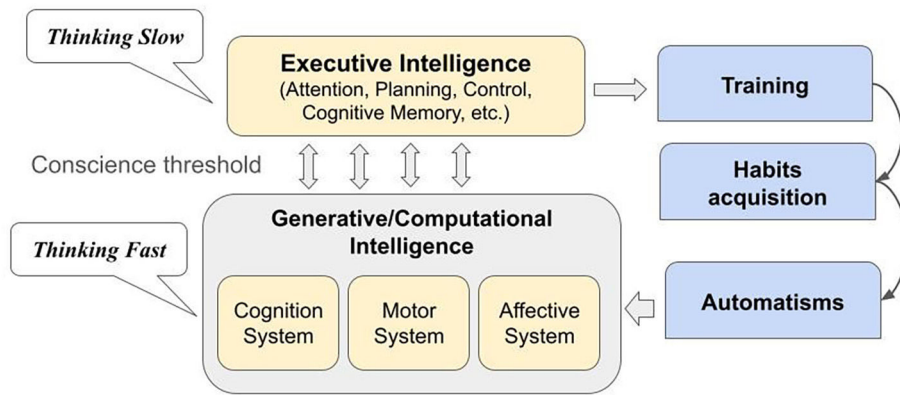 Thinking Slow
Executive Intelligence
(Attention, Planning, Control,
Cognitive Memory, etc.)
Training
Conscience threshold
Habits
acquisition
Generative/Computational
Intelligence
Thinking Fast
Cognition
System
Motor
System
Affective
System
Automatisms